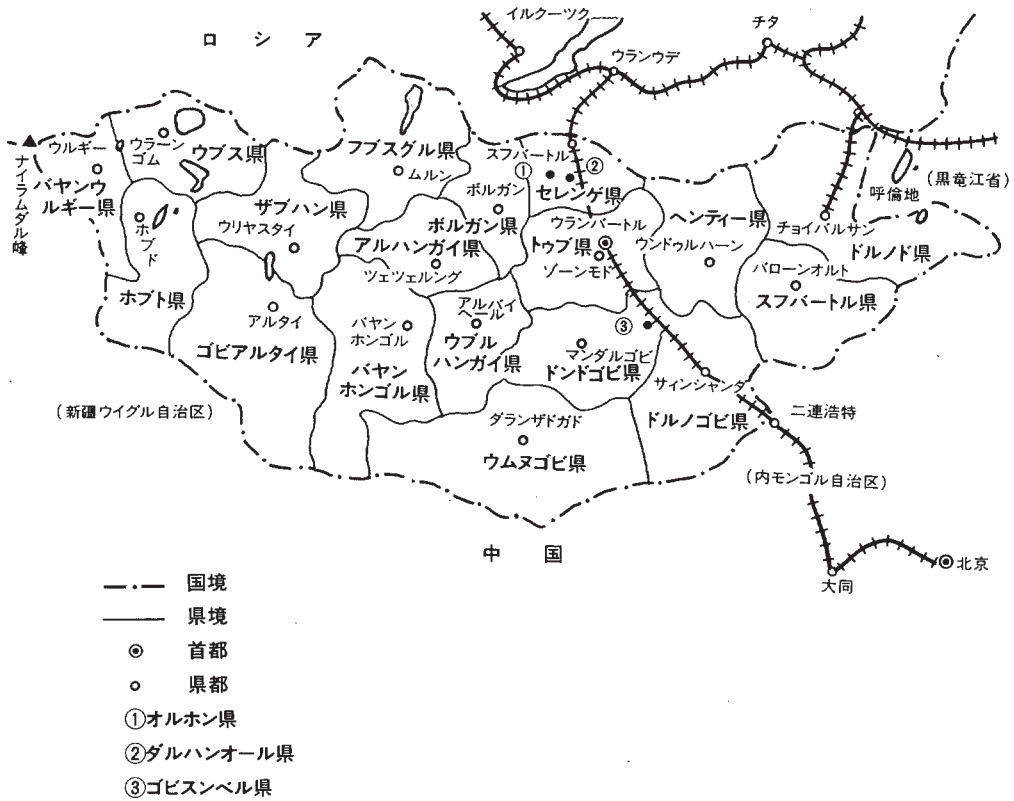 ロシア
イルクーツク
チタ
ウランウデ
ナイラムダル峰
ウルギー
バヤンウ
ルギー県
ウラーン
ゴム
ウブス県
ホブド
ホブト県
ザブハン県
ウリヤスタイ
フブスグル県
ムルン
アルタイ
ゴビアルタイ県
アルハンガイ県
ツェツェルング
ボルガン
ボルガン県
スフバートル
①
②
セレンゲ県
ウランバートル
トゥブ県
ゾーンモド
ヘンティー県
ウンドゥルハーン
チョイバルサン
ドルノド県
呼倫地
(黒竜江省)
バローンオルト
スフバートル県
バヤン
ホンゴル
バヤン
ホンゴル県
アルバイ
ヘール
ウブル
ハンガイ県
③
マンダルゴビ
ドンドゴビ県
サインシャンダ
ドルノゴビ県
ダランザドガド
ウムヌゴビ県
(新疆ウイグル自治区)
二連浩特
(内モンゴル自治区)
中国
大同
北京
国境
県境
首都
県都
①オルホン県
②ダルハンオール県
③ゴビスンベル県